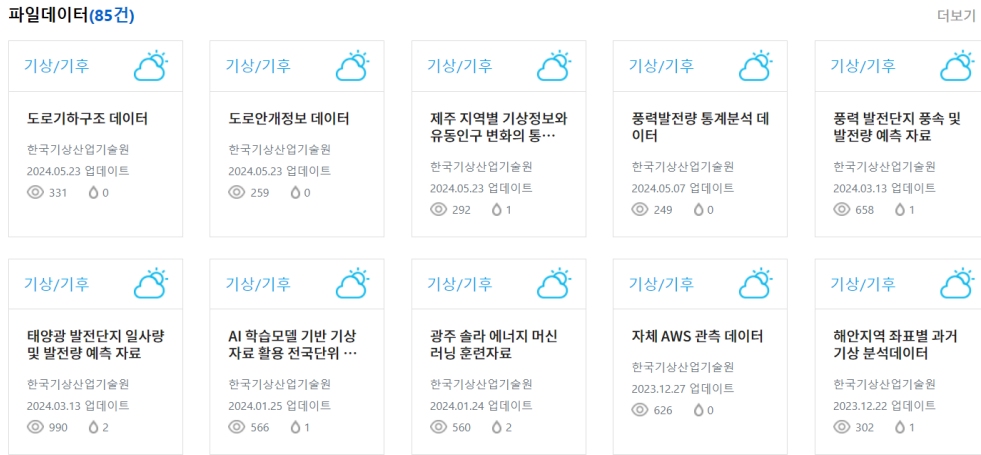 파일데이터(85건)
더보기
기상/기후
도로기하구조 데이터
한국기상산업기술원
2024.05.23 업데이트
331 0
기상/기후
도로안개정보 데이터
한국기상산업기술원
2024.05.23 업데이트
259 0
기상/기후
제주 지역별 기상정보와
유동인구 변화의 통…
한국기상산업기술원
2024.05.23 업데이트
292 1
기상/기후
풍력발전량 통계분석 데
이터
한국기상산업기술원
2024.05.07 업데이트
249 0
기상/기후
풍력 발전단지 풍속 및
발전량 예측 자료
한국기상산업기술원
2024.03.13 업데이트
658 1
기상/기후
태양광 발전단지 일사량
및 발전량 예측 자료
한국기상산업기술원
2024.03.13 업데이트
990 2
기상/기후
AI 학습모델 기반 기상
자료 활용 전국단위 …
한국기상산업기술원
2024.01.25 업데이트
566 1
기상/기후
광주 솔라 에너지 머신
러닝 훈련자료
한국기상산업기술원
2024.01.24 업데이트
560 2
기상/기후
자체 AWS 관측 데이터
한국기상산업기술원
2023.12.27 업데이트
626 0
기상/기후
해안지역 좌표별 과거
기상 분석데이터
한국기상산업기술원
2023.12.22 업데이트
302 1